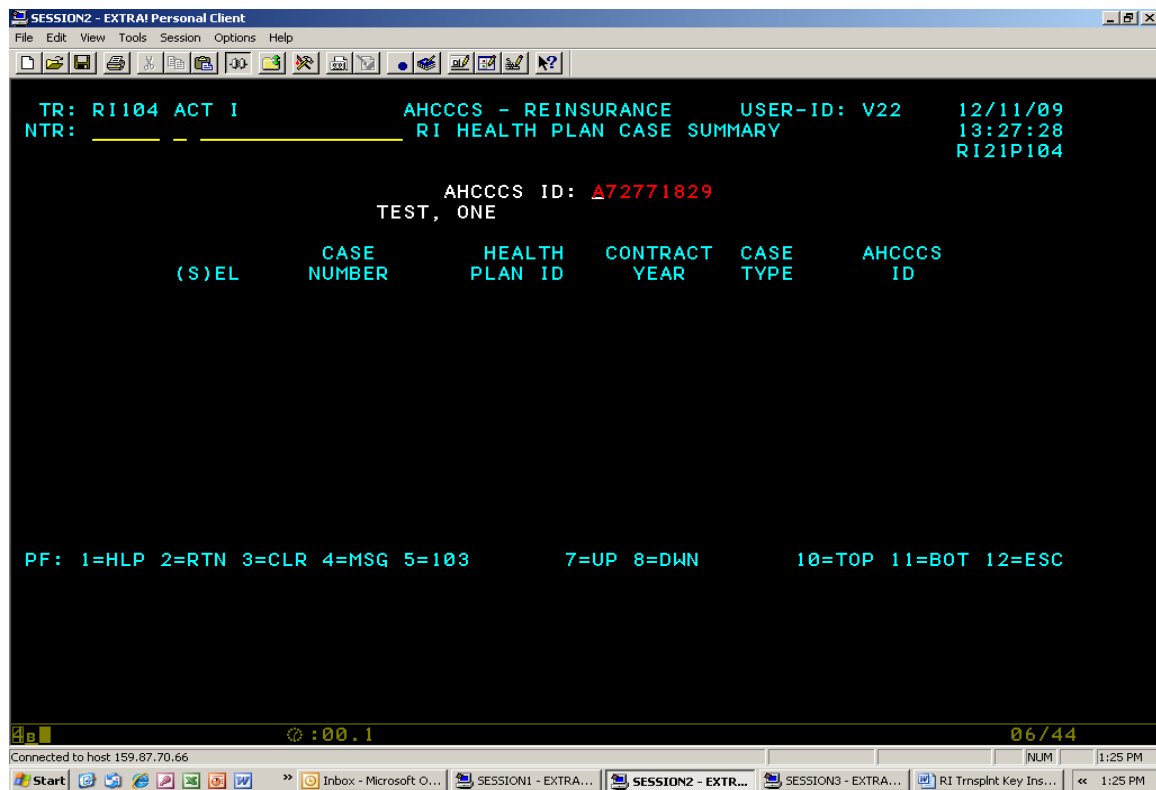 SESSION2 - EXTRA! Personal Client
File Edit View Tools Session Options Help
TR: RI104 ACT I AHCCCS - REINSURANCE USER-ID: V22 12/11/09
NTR: RI HEALTH PLAN CASE SUMMARY 13:27:28
RI21P104
AHCCCS ID: A72771829
TEST, ONE
CASE HEALTH CONTRACT CASE AHCCCS
(S)EL NUMBER PLAN ID YEAR TYPE ID
PF: 1=HLP 2=RTN 3=CLR 4=MSG 5=103 7=UP 8=DWN 10=TOP 11=BOT 12=ESC
4B :00.1 06/44
Connected to host 159.87.70.66 NUM 1:25 PM
Start » Inbox - Microsoft O... SESSION1 - EXTRA... SESSION2 - EXTR... SESSION3 - EXTRA... RI Trnsplnt Key Ins... « 1:25 PM